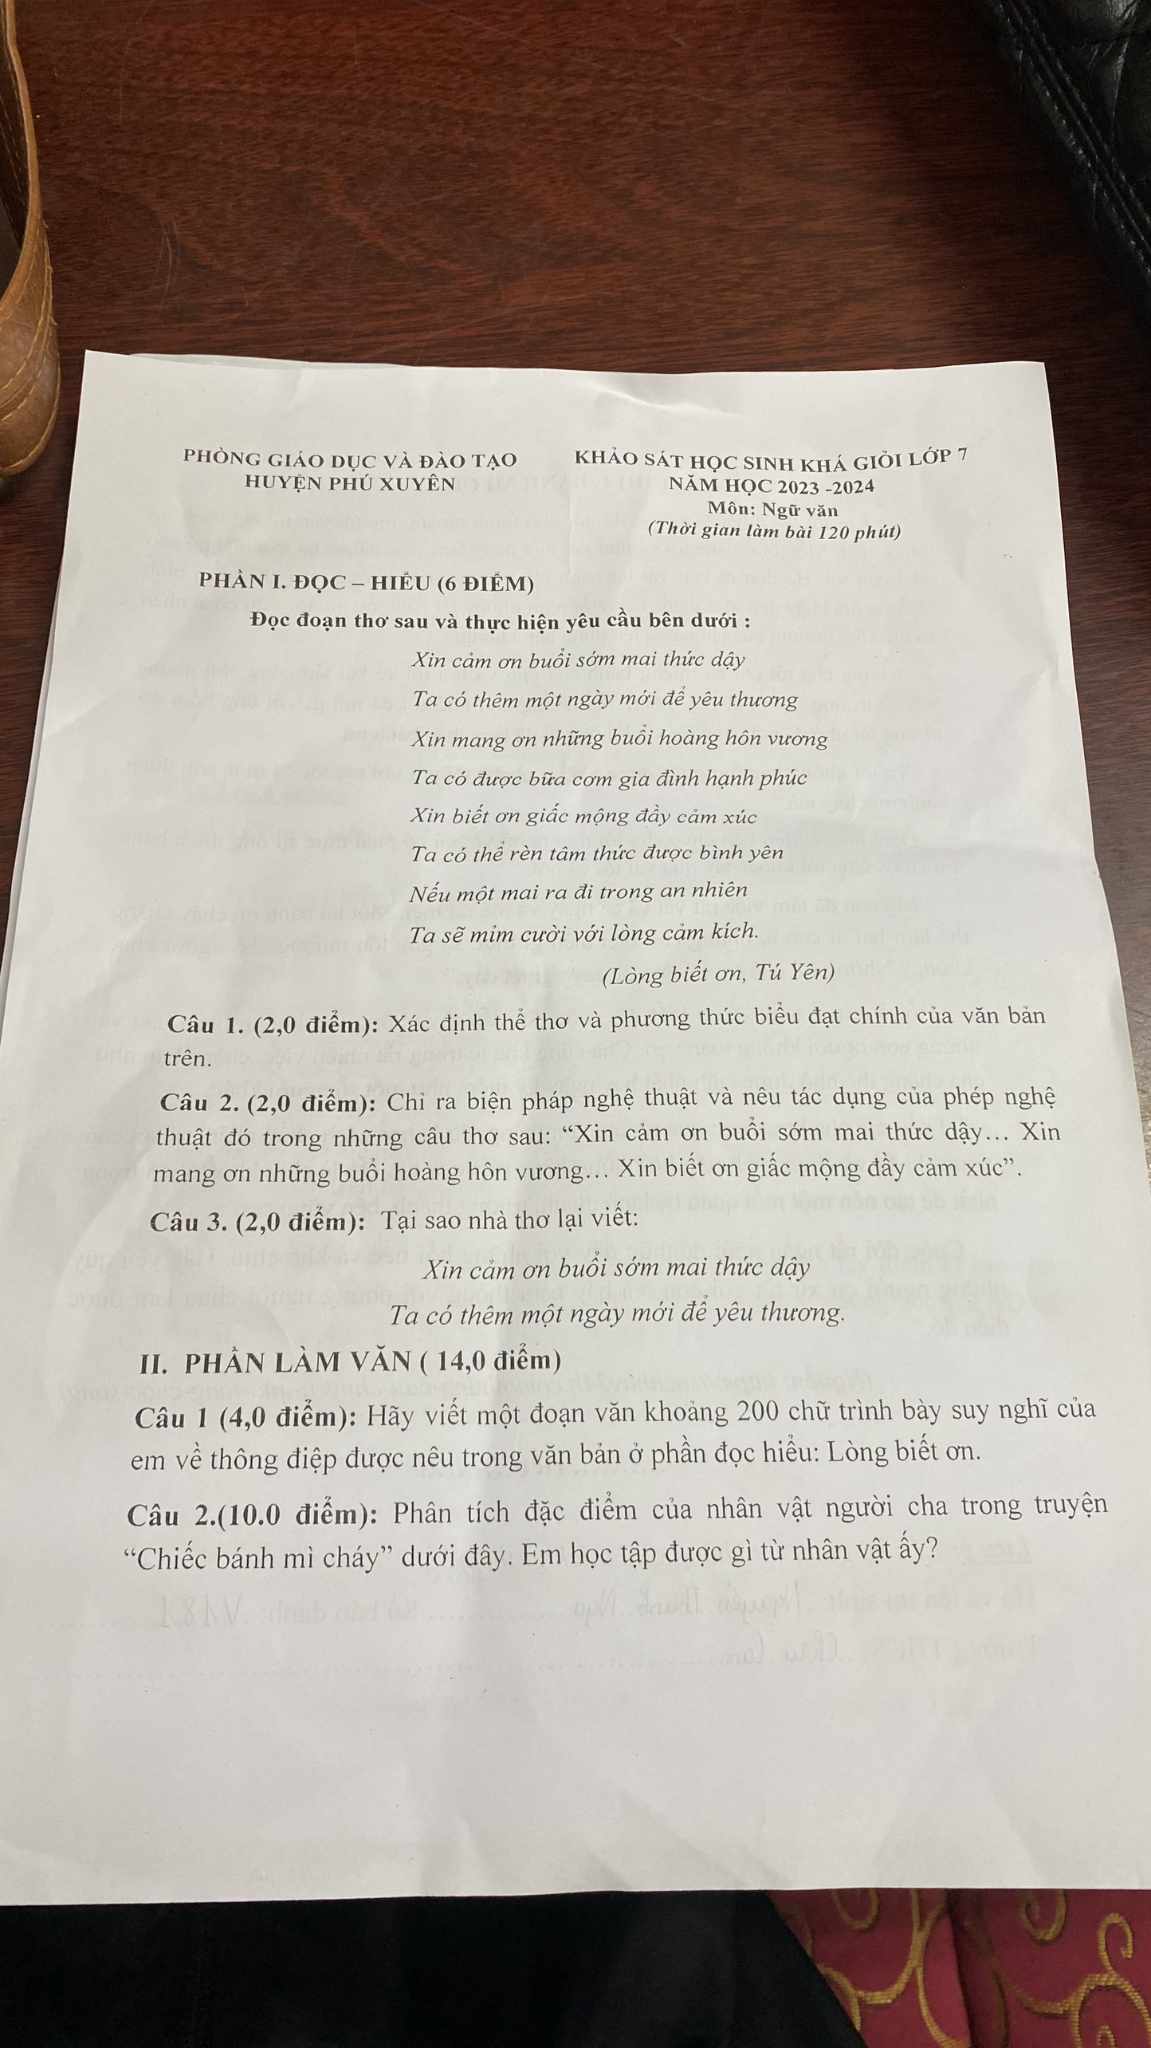 PHÒNG GIÁO DỤC VÀ ĐÀO TẠO
HUYỆN PHÚ XUYÊN
KHẢO SÁT HỌC SINH KHÁ GIỎI LỚP 7
NĂM HỌC 2023 -2024
Môn: Ngữ văn
(Thời gian làm bài 120 phút)
PHẦN I. ĐỌC – HIỂU (6 ĐIỂM)
Đọc đoạn thơ sau và thực hiện yêu cầu bên dưới :
Xin cảm ơn buổi sớm mai thức dậy
Ta có thêm một ngày mới để yêu thương
Xin mang ơn những buổi hoàng hôn vương
Ta có được bữa cơm gia đình hạnh phúc
Xin biết ơn giấc mộng đầy cảm xúc
Ta có thể rèn tâm thức được bình yên
Nếu một mai ra đi trong an nhiên
Ta sẽ mỉm cười với lòng cảm kích.
(Lòng biết ơn, Tú Yên)
Câu 1. (2,0 điểm): Xác định thể thơ và phương thức biểu đạt chính của văn bản
trên.
Câu 2. (2,0 điểm): Chỉ ra biện pháp nghệ thuật và nêu tác dụng của phép nghệ
thuật đó trong những câu thơ sau: “Xin cảm ơn buổi sớm mai thức dậy… Xin
mang ơn những buổi hoàng hôn vương… Xin biết ơn giấc mộng đầy cảm xúc”.
Câu 3. (2,0 điểm): Tại sao nhà thơ lại viết:
Xin cảm ơn buổi sớm mai thức dậy
Ta có thêm một ngày mới để yêu thương.
II. PHẦN LÀM VĂN ( 14,0 điểm)
Câu 1 (4,0 điểm): Hãy viết một đoạn văn khoảng 200 chữ trình bày suy nghĩ của
em về thông điệp được nêu trong văn bản ở phần đọc hiểu: Lòng biết ơn.
Câu 2.(10.0 điểm): Phân tích đặc điểm của nhân vật người cha trong truyện
“Chiếc bánh mì cháy” dưới đây. Em học tập được gì từ nhân vật ấy?